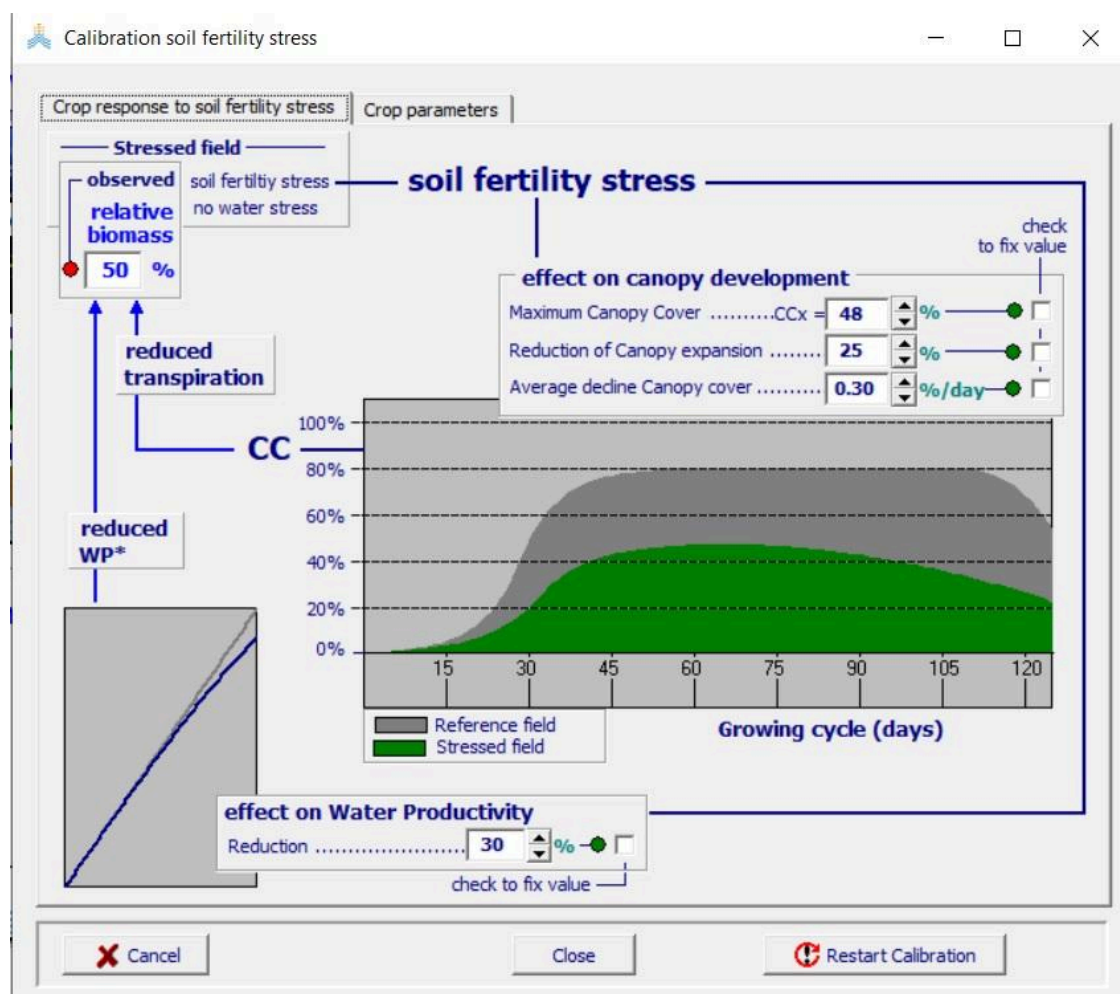 Calibration soil fertility stress
Crop response to soil fertility stress
Crop parameters
Stressed field
observed
soil fertiltiy stress
no water stress
relative
biomass
50 %
soil fertility stress
check
to fix value
effect on canopy development
Maximum Canopy Cover ..........CCx = 48 %
Reduction of Canopy expansion ........ 25 %
Average decline Canopy cover .......... 0.30 %/day
reduced
transpiration
CC
100%
80%
60%
40%
20%
0%
15 30 45 60 75 90 105 120
Reference field
Stressed field
Growing cycle (days)
reduced
WP*
effect on Water Productivity
Reduction ........................ 30 %
check to fix value
Cancel
Close
Restart Calibration